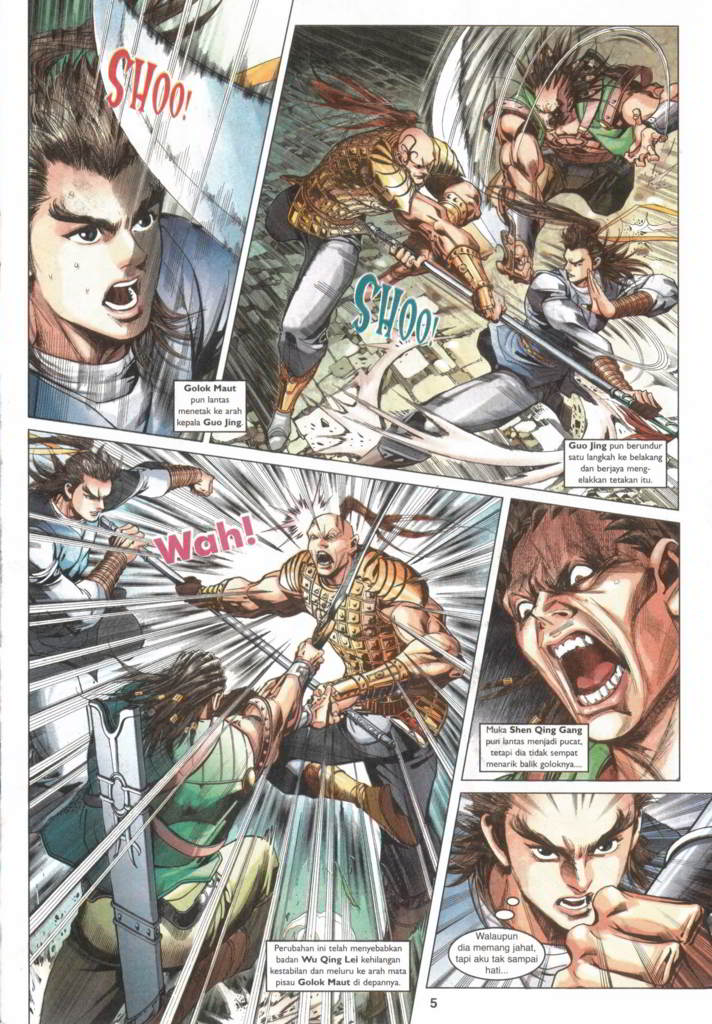 SHOO!
Golok Maut
pun lantas
menetak ke arah
kepala Guo Jing.
SHOO!
Guo Jing pun berundur
satu langkah ke belakang
dan berjaya meng-
elakkan tetakan itu.
Wah!
Perubahan ini telah menyebabkan
badan Wu Qing Lei kehilangan
kestabilan dan meluru ke arah mata
pisau Golok Maut di depannya.
Muka Shen Qing Gang
pun lantas menjadi pucat,
tetapi dia tidak sempat
menarik balik goloknya....
Walaupun
dia memang jahat,
tapi aku tak sampai
hati...
5